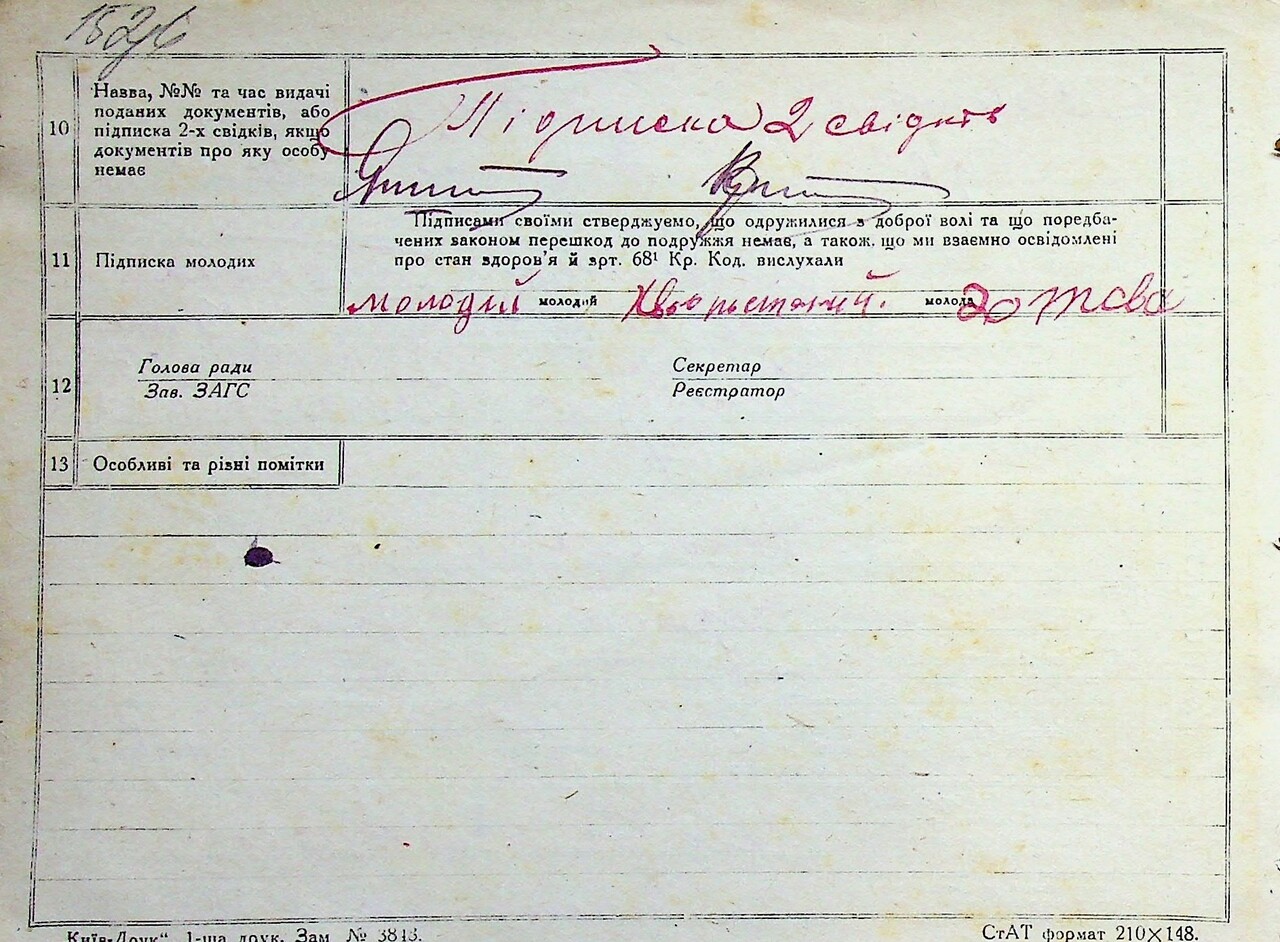 10
Назва, №№ та час видачі
поданих документів, або
підписка 2-х свідків, якщо
документів про яку особу
немає
Підписка 2 свідків
11
Підписка молодих
Підписами своїми стверджуємо, що одружилися з доброї волі та що поредба-
чених законом перешкод до подружжя немає, а також, що ми взаємно освідомлені
про стан здоров'я й зрт. 68¹ Кр. Код. вислухали
молодий молодий молода
12
Голова ради Секретар
Зав. ЗАГС Реєстратор
13
Особливі та різні помітки
„Київ-Друк“ 1-ша друк. Зам № 3813.
СтАТ формат 210×148.